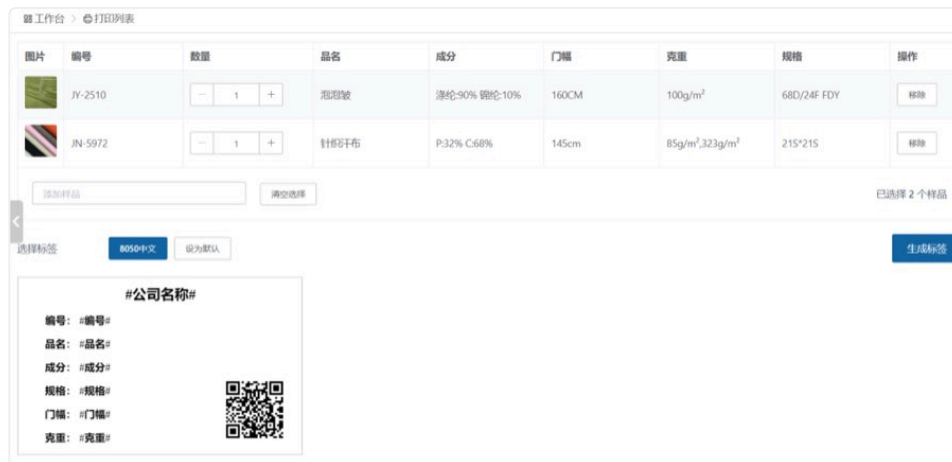 工作台 > 打印列表
图片 编号 数量 品名 成分 门幅 克重 规格 操作
JY-2510 − 1 + 泡泡皱 涤纶:90% 锦纶:10% 160CM 100g/m² 68D/24F FDY 移除
JN-5972 − 1 + 针织汗布 P:32% C:68% 145cm 85g/m²,323g/m² 21S*21S 移除
添加样品 清空选择 已选择 2 个样品
选择标签 8050中文 设为默认 生成标签
#公司名称#
编号： #编号#
品名： #品名#
成分： #成分#
规格： #规格#
门幅： #门幅#
克重： #克重#